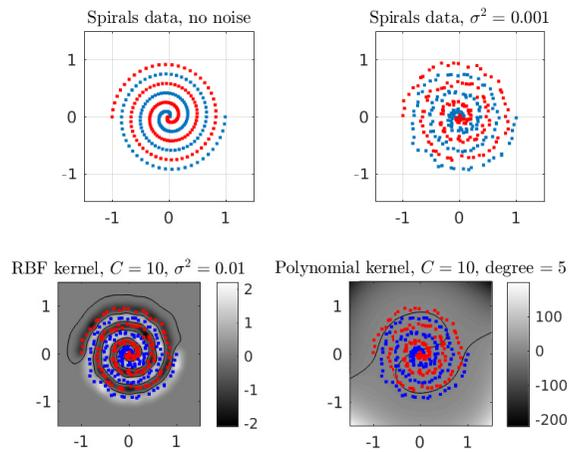 Spirals data, no noise
1
0
-1
-1 0 1
Spirals data, σ² = 0.001
1
0
-1
-1 0 1
RBF kernel, C = 10, σ² = 0.01
1
0
-1
-1 0 1
2
1
0
-1
-2
Polynomial kernel, C = 10, degree = 5
1
0
-1
-1 0 1
100
0
-100
-200